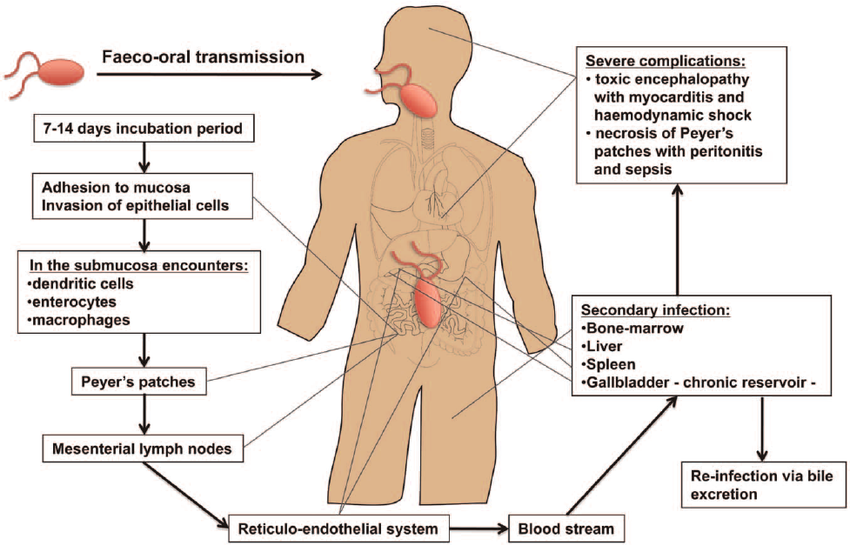 Faeco-oral transmission
7-14 days incubation period
Adhesion to mucosa
Invasion of epithelial cells
In the submucosa encounters:
•dendritic cells
•enterocytes
•macrophages
Peyer's patches
Mesenterial lymph nodes
Reticulo-endothelial system
Blood stream
Secondary infection:
•Bone-marrow
•Liver
•Spleen
•Gallbladder - chronic reservoir -
Severe complications:
• toxic encephalopathy
with myocarditis and
haemodynamic shock
• necrosis of Peyer's
patches with peritonitis
and sepsis
Re-infection via bile
excretion